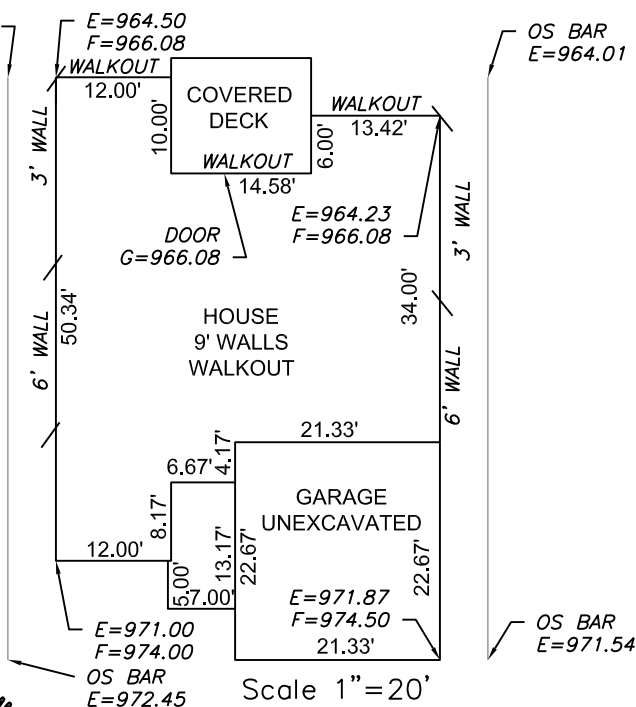 E=964.50
F=966.08
OS BAR
E=964.01
WALKOUT
12.00'
COVERED
DECK
WALKOUT
13.42'
10.00'
6.00'
WALKOUT
14.58'
3' WALL
DOOR
G=966.08
E=964.23
F=966.08
3' WALL
50.34'
34.00'
HOUSE
9' WALLS
WALKOUT
6' WALL
6' WALL
21.33'
6.67'
4.17'
8.17'
GARAGE
UNEXCAVATED
12.00'
13.17'
22.67'
22.67'
5.00'
7.00'
E=971.87
F=974.50
21.33'
E=971.00
F=974.00
OS BAR
E=971.54
OS BAR
E=972.45
Scale 1"=20'